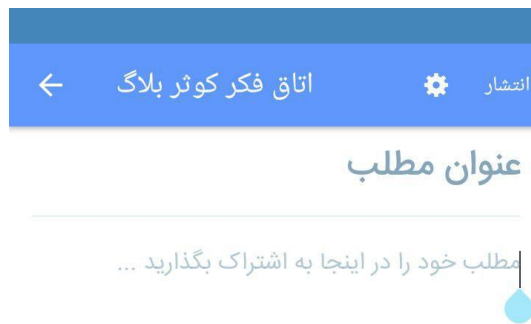 انتشار
اتاق فکر کوثر بلاگ
عنوان مطلب
مطلب خود را در اینجا به اشتراک بگذارید ...